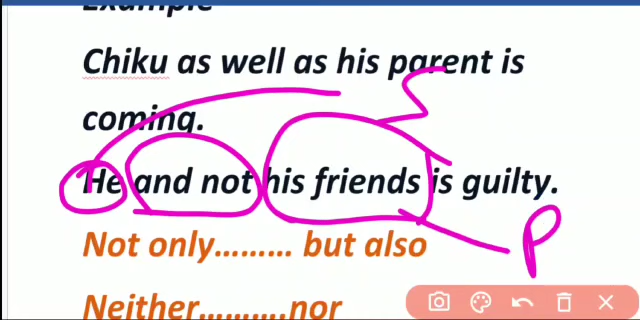 Example
Chiku as well as his parent is
coming.
He and not his friends is guilty.
P
Not only......... but also
Neither..........nor